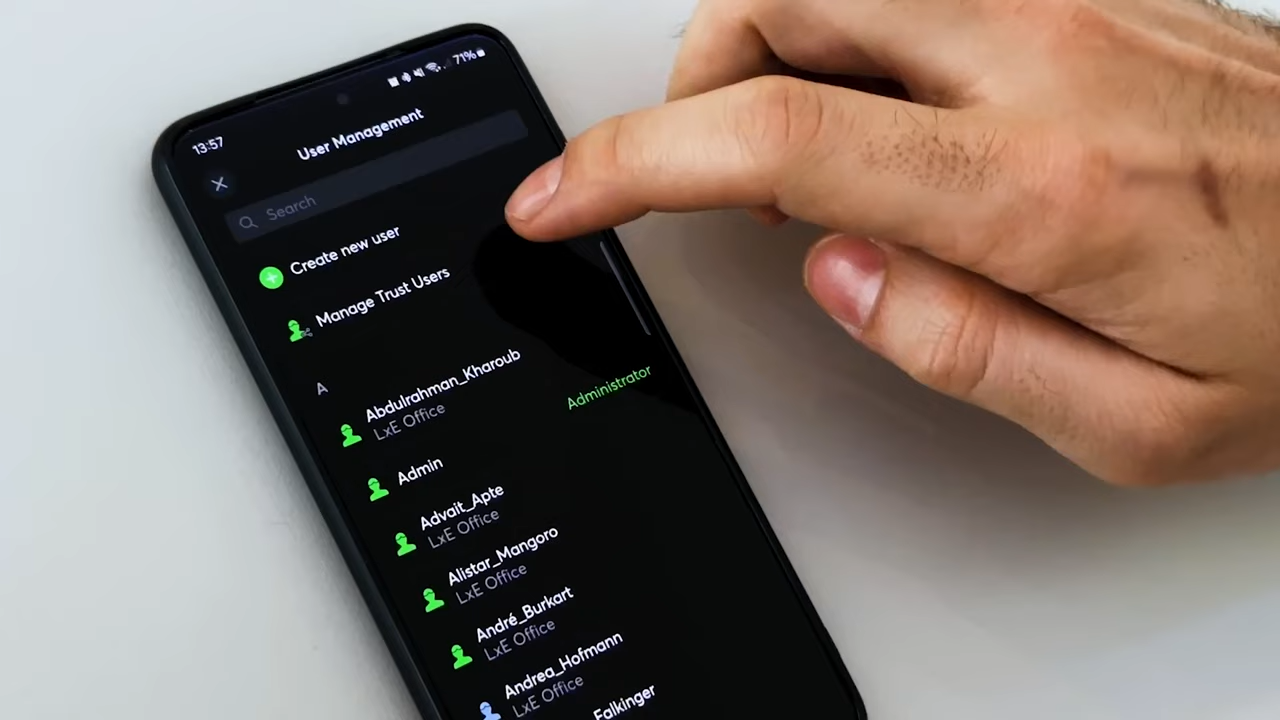 13:57
71%
User Management
Search
Create new user
Manage Trust Users
A
Abdulrahman_Kharoub
LxE Office
Administrator
Admin
Advait_Apte
LxE Office
Alistar_Mangoro
LxE Office
André_Burkart
LxE Office
Andrea_Hofmann
LxE Office
Falkinger